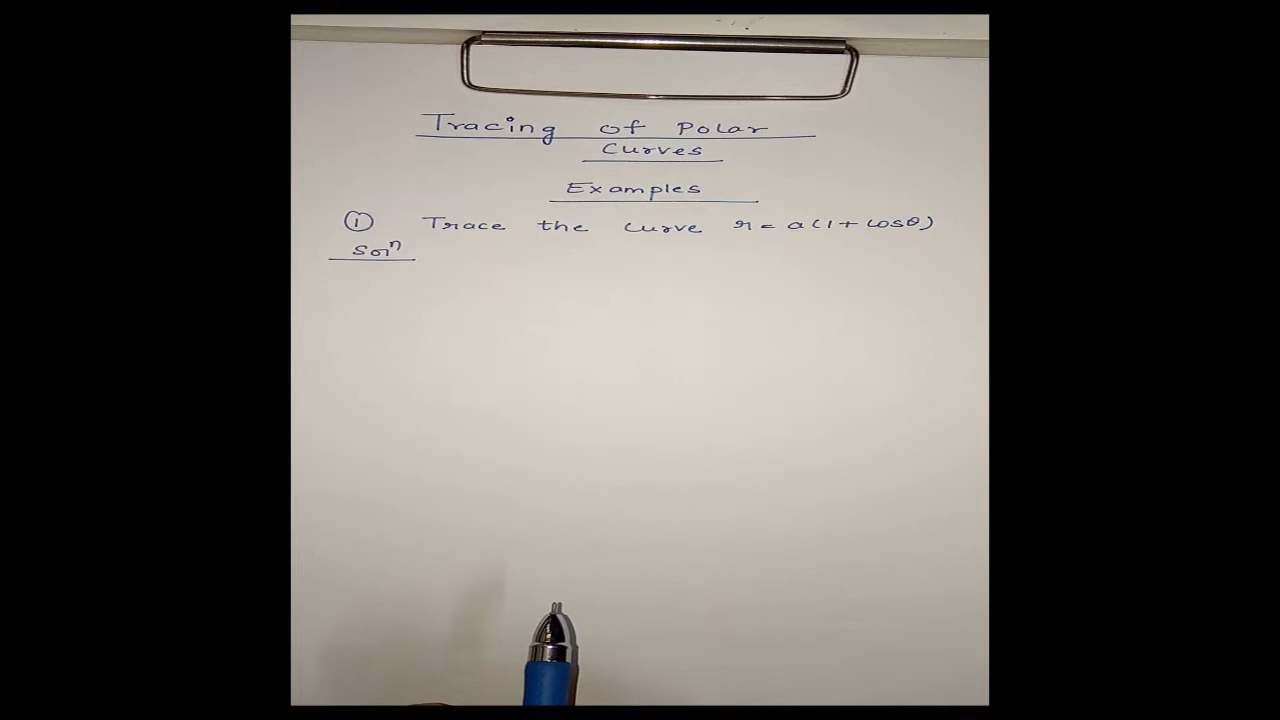 Tracing of Polar
Curves
Examples
① Trace the curve r = a(1 + cosθ)
Solⁿ